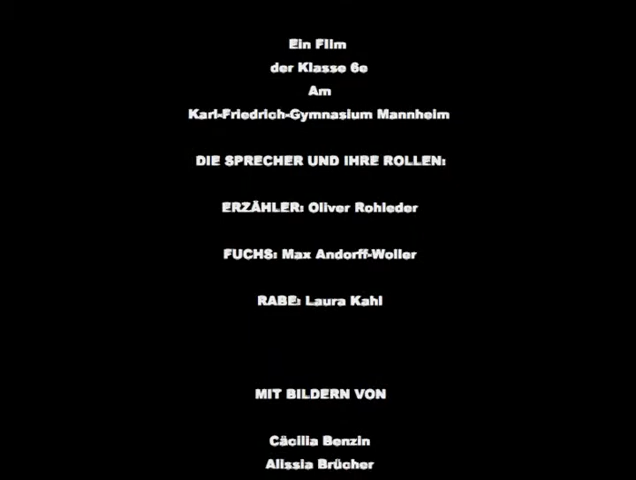 Ein Film
der Klasse 6e
Am
Karl-Friedrich-Gymnasium Mannheim
DIE SPRECHER UND IHRE ROLLEN:
ERZÄHLER: Oliver Rohleder
FUCHS: Max Andorff-Woller
RABE: Laura Kahl
MIT BILDERN VON
Cäcilia Benzin
Alissia Brücher